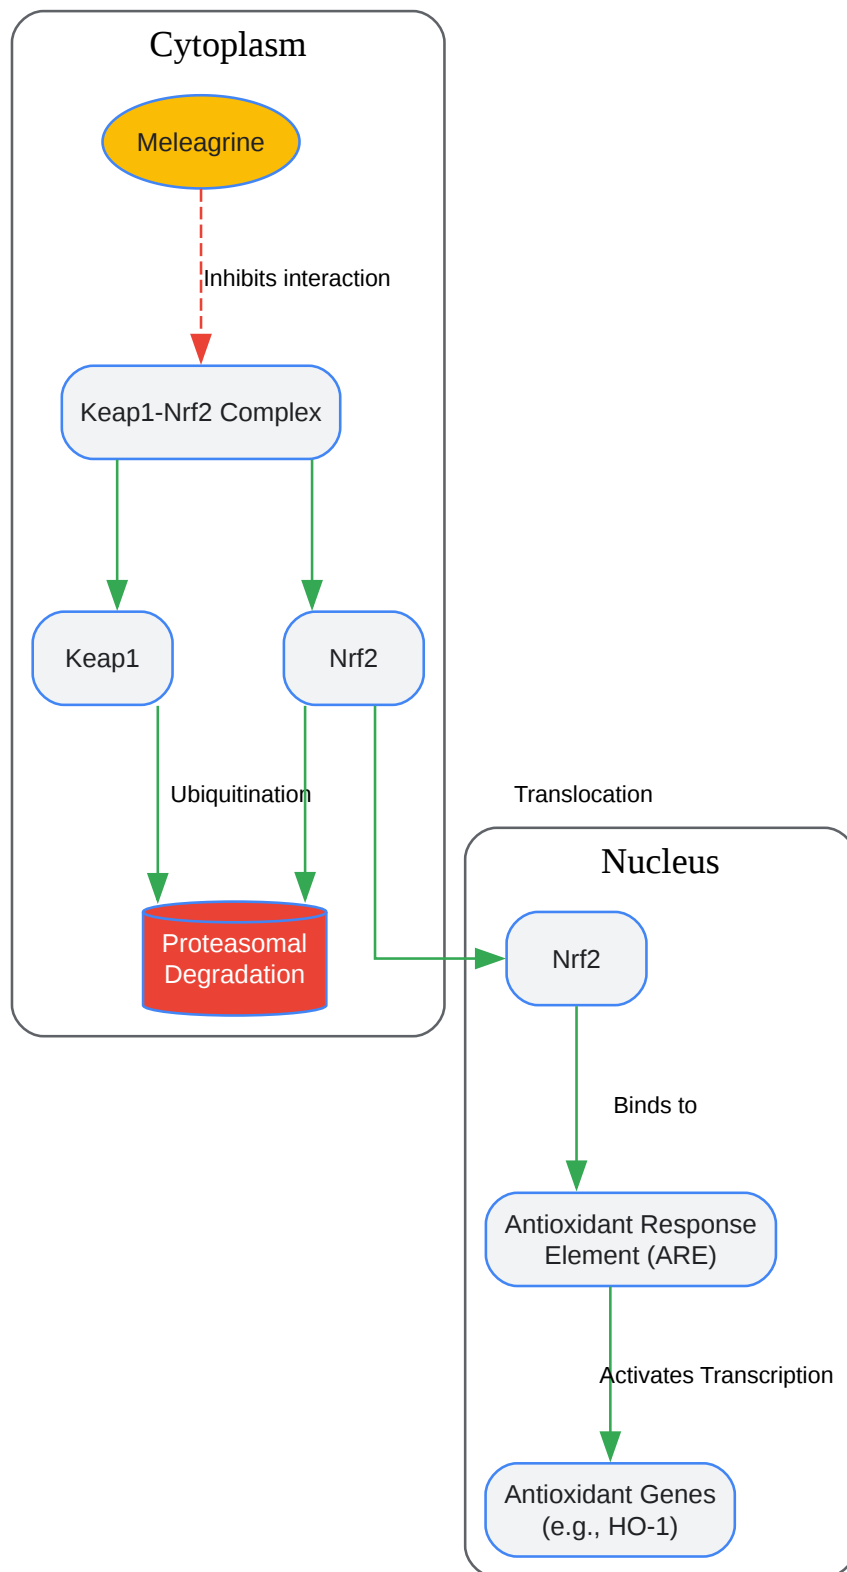 Cytoplasm
Meleagrine
Inhibits interaction
Keap1-Nrf2 Complex
Keap1
Nrf2
Ubiquitination
Translocation
Proteasomal
Degradation
Nucleus
Nrf2
Binds to
Antioxidant Response
Element (ARE)
Activates Transcription
Antioxidant Genes
(e.g., HO-1)